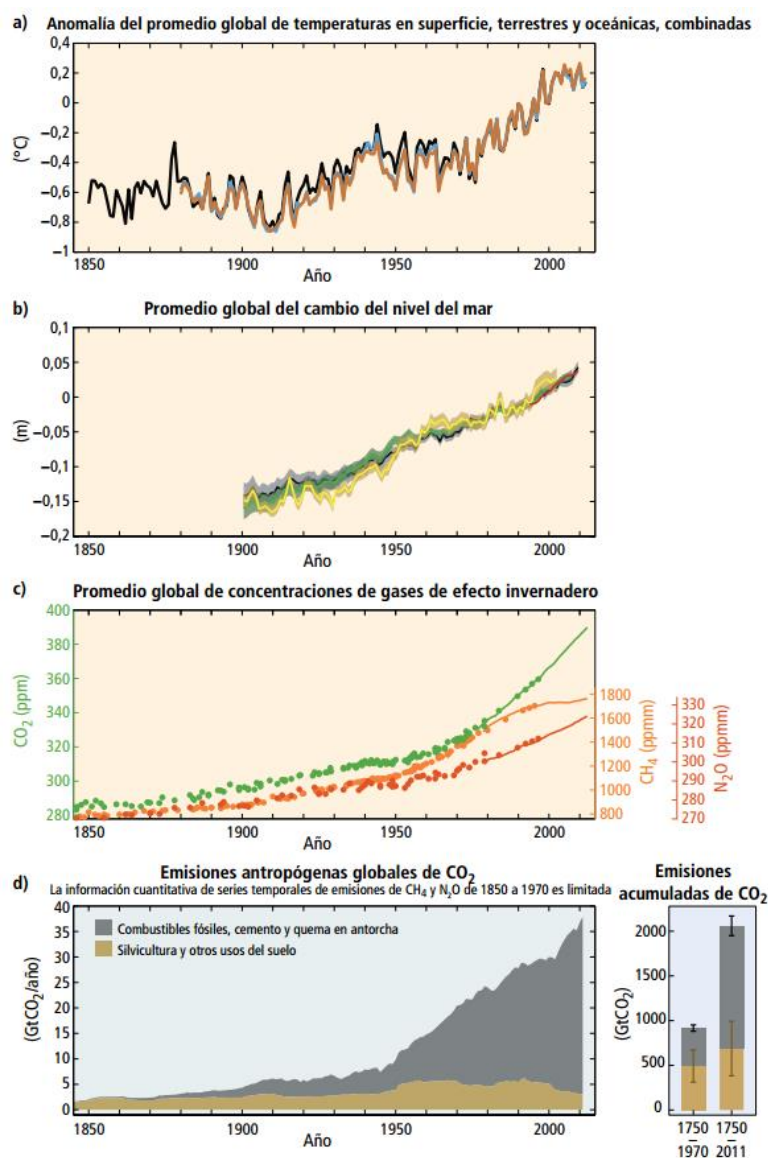 a) Anomalía del promedio global de temperaturas en superficie, terrestres y oceánicas, combinadas
0,4
0,2
0
−0,2
−0,4
−0,6
−0,8
−1
(°C)
1850 1900 1950 2000
Año
b) Promedio global del cambio del nivel del mar
0,1
0,05
0
−0,05
−0,1
−0,15
−0,2
(m)
1850 1900 1950 2000
Año
c) Promedio global de concentraciones de gases de efecto invernadero
400
380
360
340
320
300
280
CO₂ (ppm)
1800
1600
1400
1200
1000
800
CH₄ (ppmm)
330
320
310
300
290
280
270
N₂O (ppmm)
1850 1900 1950 2000
Año
d) Emisiones antropógenas globales de CO₂
La información cuantitativa de series temporales de emisiones de CH₄ y N₂O de 1850 a 1970 es limitada
40
35
30
25
20
15
10
5
0
(GtCO₂/año)
Combustibles fósiles, cemento y quema en antorcha
Silvicultura y otros usos del suelo
1850 1900 1950 2000
Año
Emisiones
acumuladas de CO₂
2000
1500
1000
500
0
(GtCO₂)
1750 1750
– –
1970 2011